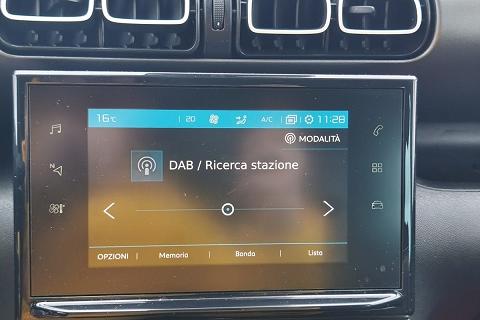 16°C 20 A/C 11:28
MODALITÀ
DAB / Ricerca stazione
N
OPZIONI Memoria Banda Lista